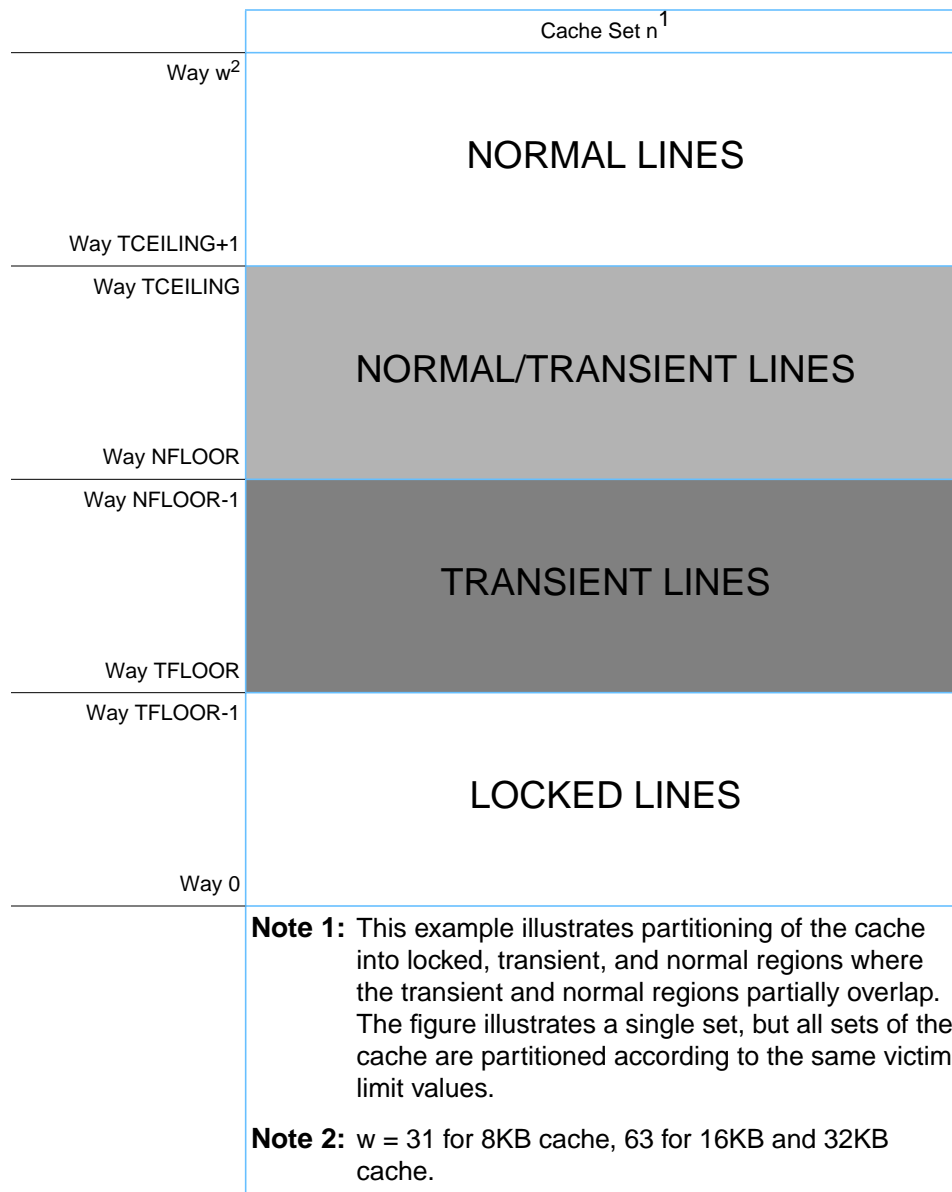 Cache Set n1
Way w2
NORMAL LINES
Way TCEILING+1
Way TCEILING
NORMAL/TRANSIENT LINES
Way NFLOOR
Way NFLOOR-1
TRANSIENT LINES
Way TFLOOR
Way TFLOOR-1
LOCKED LINES
Way 0
Note 1: This example illustrates partitioning of the cache
into locked, transient, and normal regions where
the transient and normal regions partially overlap.
The figure illustrates a single set, but all sets of the
cache are partitioned according to the same victim
limit values.
Note 2: w = 31 for 8KB cache, 63 for 16KB and 32KB
cache.